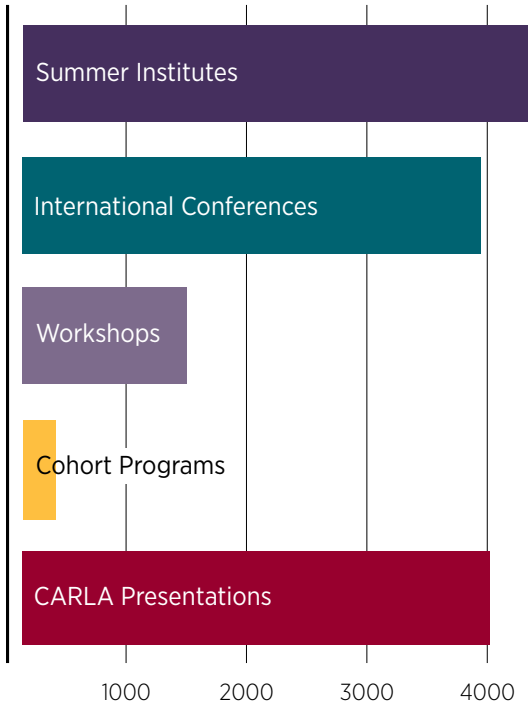 Summer Institutes
International Conferences
Workshops
Cohort Programs
CARLA Presentations
1000 2000 3000 4000